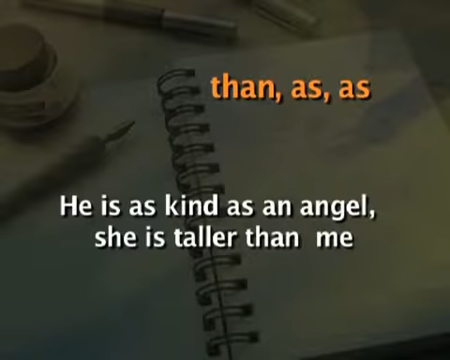 than, as, as
He is as kind as an angel,
she is taller than me